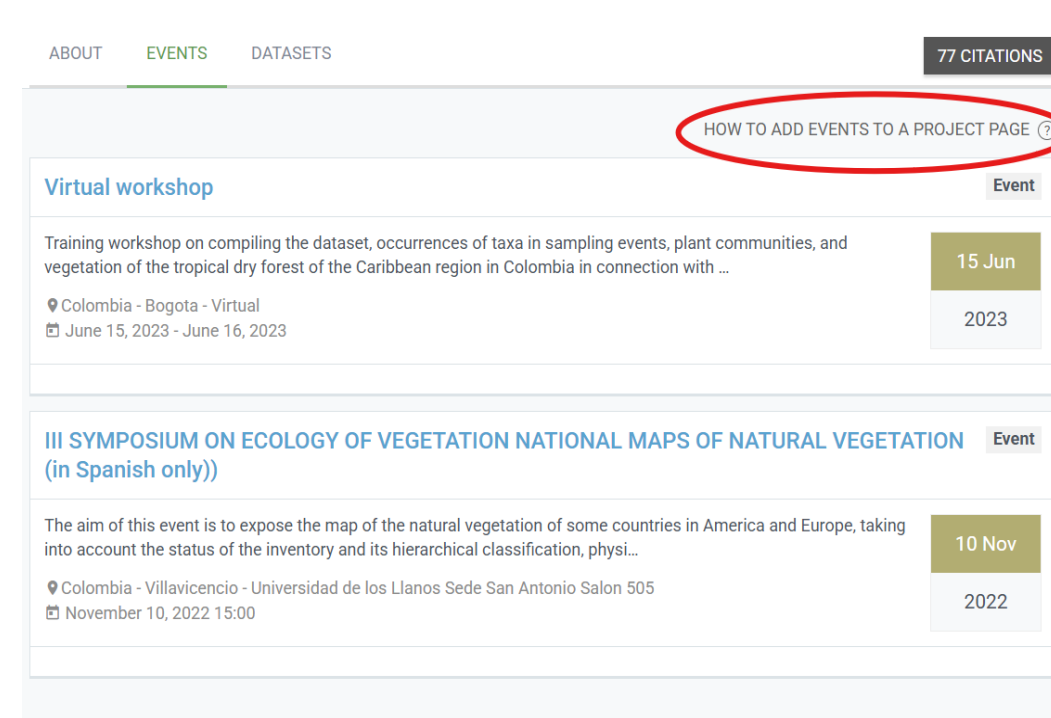 ABOUT EVENTS DATASETS 77 CITATIONS
HOW TO ADD EVENTS TO A PROJECT PAGE ?
Virtual workshop Event
Training workshop on compiling the dataset, occurrences of taxa in sampling events, plant communities, and
vegetation of the tropical dry forest of the Caribbean region in Colombia in connection with ...
15 Jun
Colombia - Bogota - Virtual
2023
June 15, 2023 - June 16, 2023
III SYMPOSIUM ON ECOLOGY OF VEGETATION NATIONAL MAPS OF NATURAL VEGETATION Event
(in Spanish only))
The aim of this event is to expose the map of the natural vegetation of some countries in America and Europe, taking
into account the status of the inventory and its hierarchical classification, physi...
10 Nov
Colombia - Villavicencio - Universidad de los Llanos Sede San Antonio Salon 505
2022
November 10, 2022 15:00